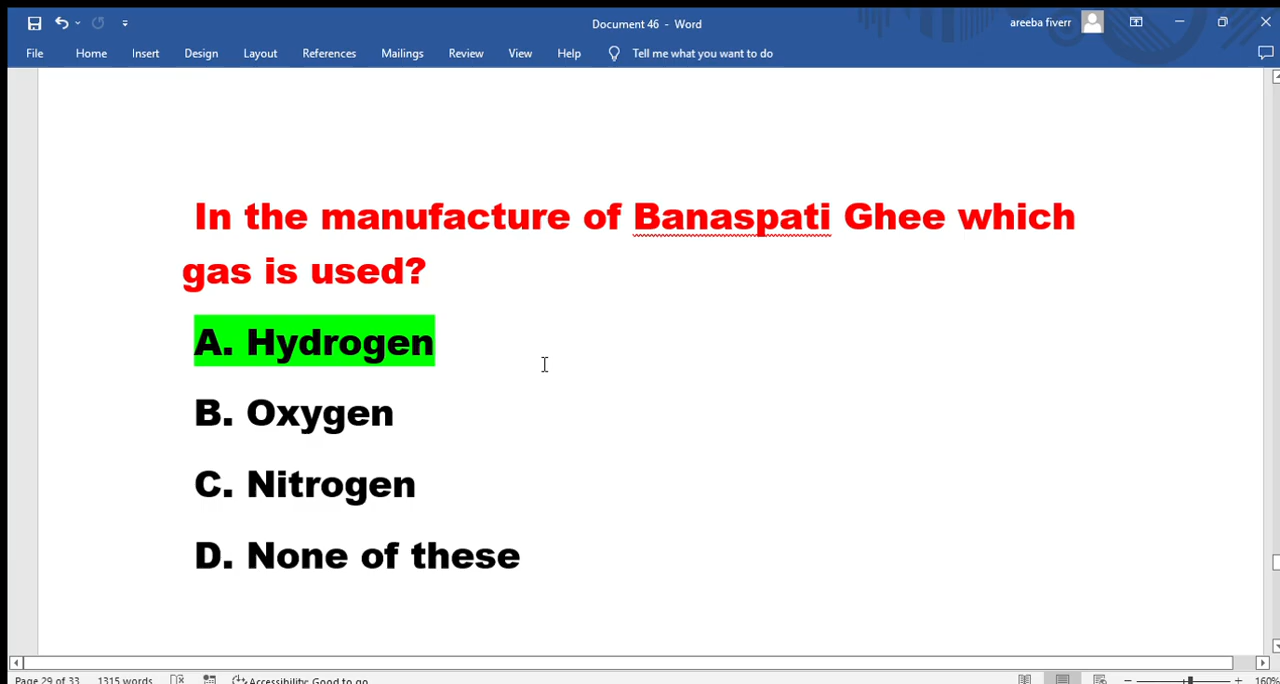 Document 46 - Word
areeba fiverr
File Home Insert Design Layout References Mailings Review View Help Tell me what you want to do
In the manufacture of Banaspati Ghee which
gas is used?
A. Hydrogen
B. Oxygen
C. Nitrogen
D. None of these
Page 29 of 33 1315 words Accessibility: Good to go 160%